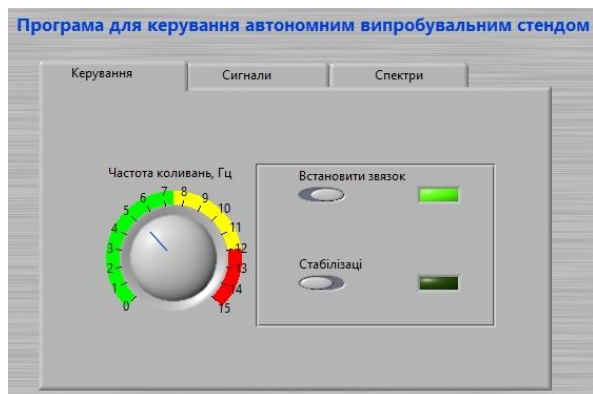 Програма для керування автономним випробувальним стендом
Керування
Сигнали
Спектри
Частота коливань, Гц
0
1
2
3
4
5
6
7
8
9
10
11
12
13
14
15
Встановити звязок
Стабілізаці